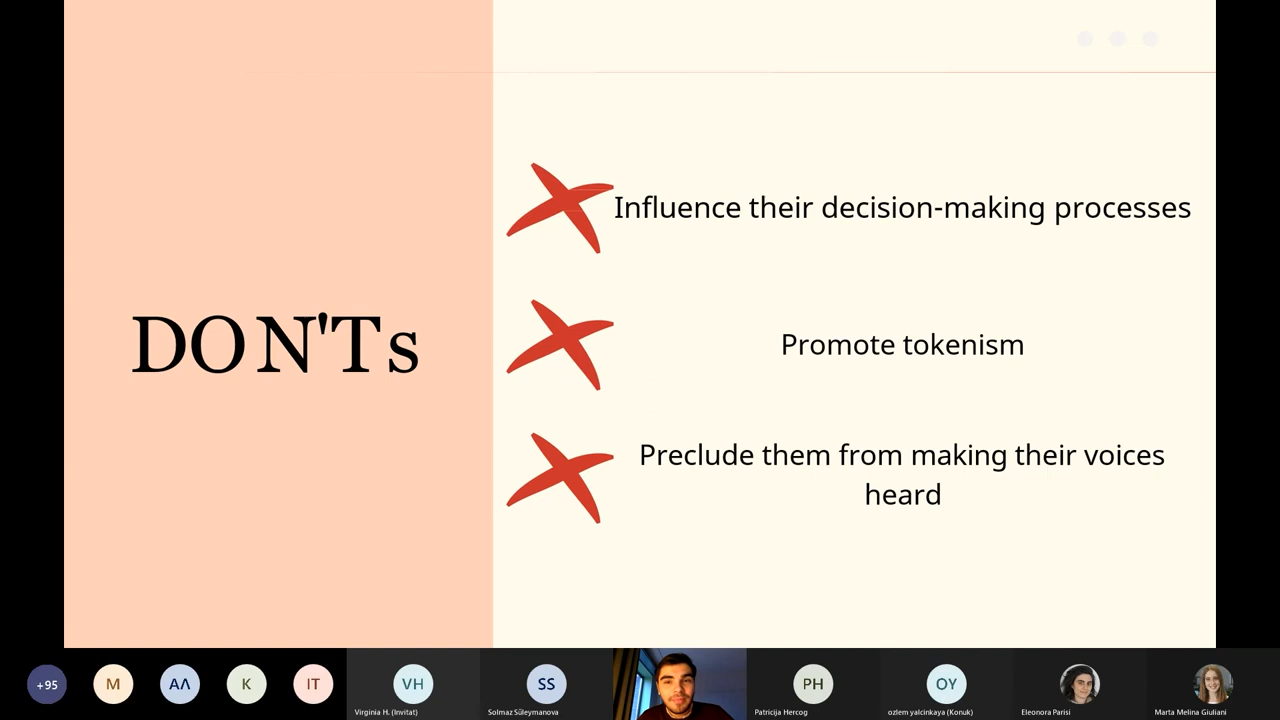 DON'Ts
Influence their decision-making processes
Promote tokenism
Preclude them from making their voices
heard
+95
M
ΑΛ
K
IT
VH
Virginia H. (Invitat)
SS
Solmaz Süleymanova
PH
Patricija Hercog
OY
ozlem yalcinkaya (Konuk)
Eleonora Parisi
Marta Melina Giuliani